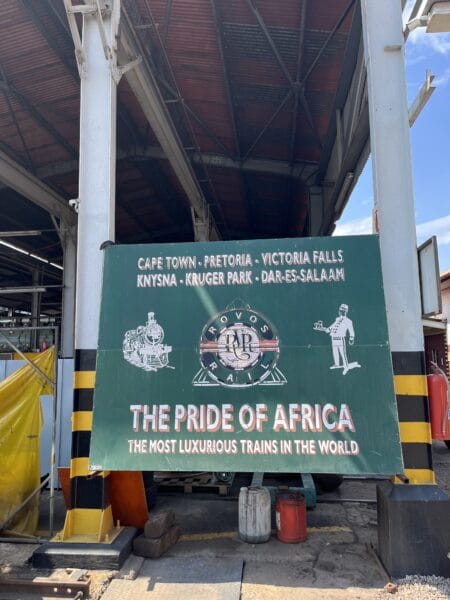 CAPE TOWN - PRETORIA - VICTORIA FALLS
KNYSNA - KRUGER PARK - DAR-ES-SALAAM
ROVOS
RAIL
THE PRIDE OF AFRICA
THE MOST LUXURIOUS TRAINS IN THE WORLD